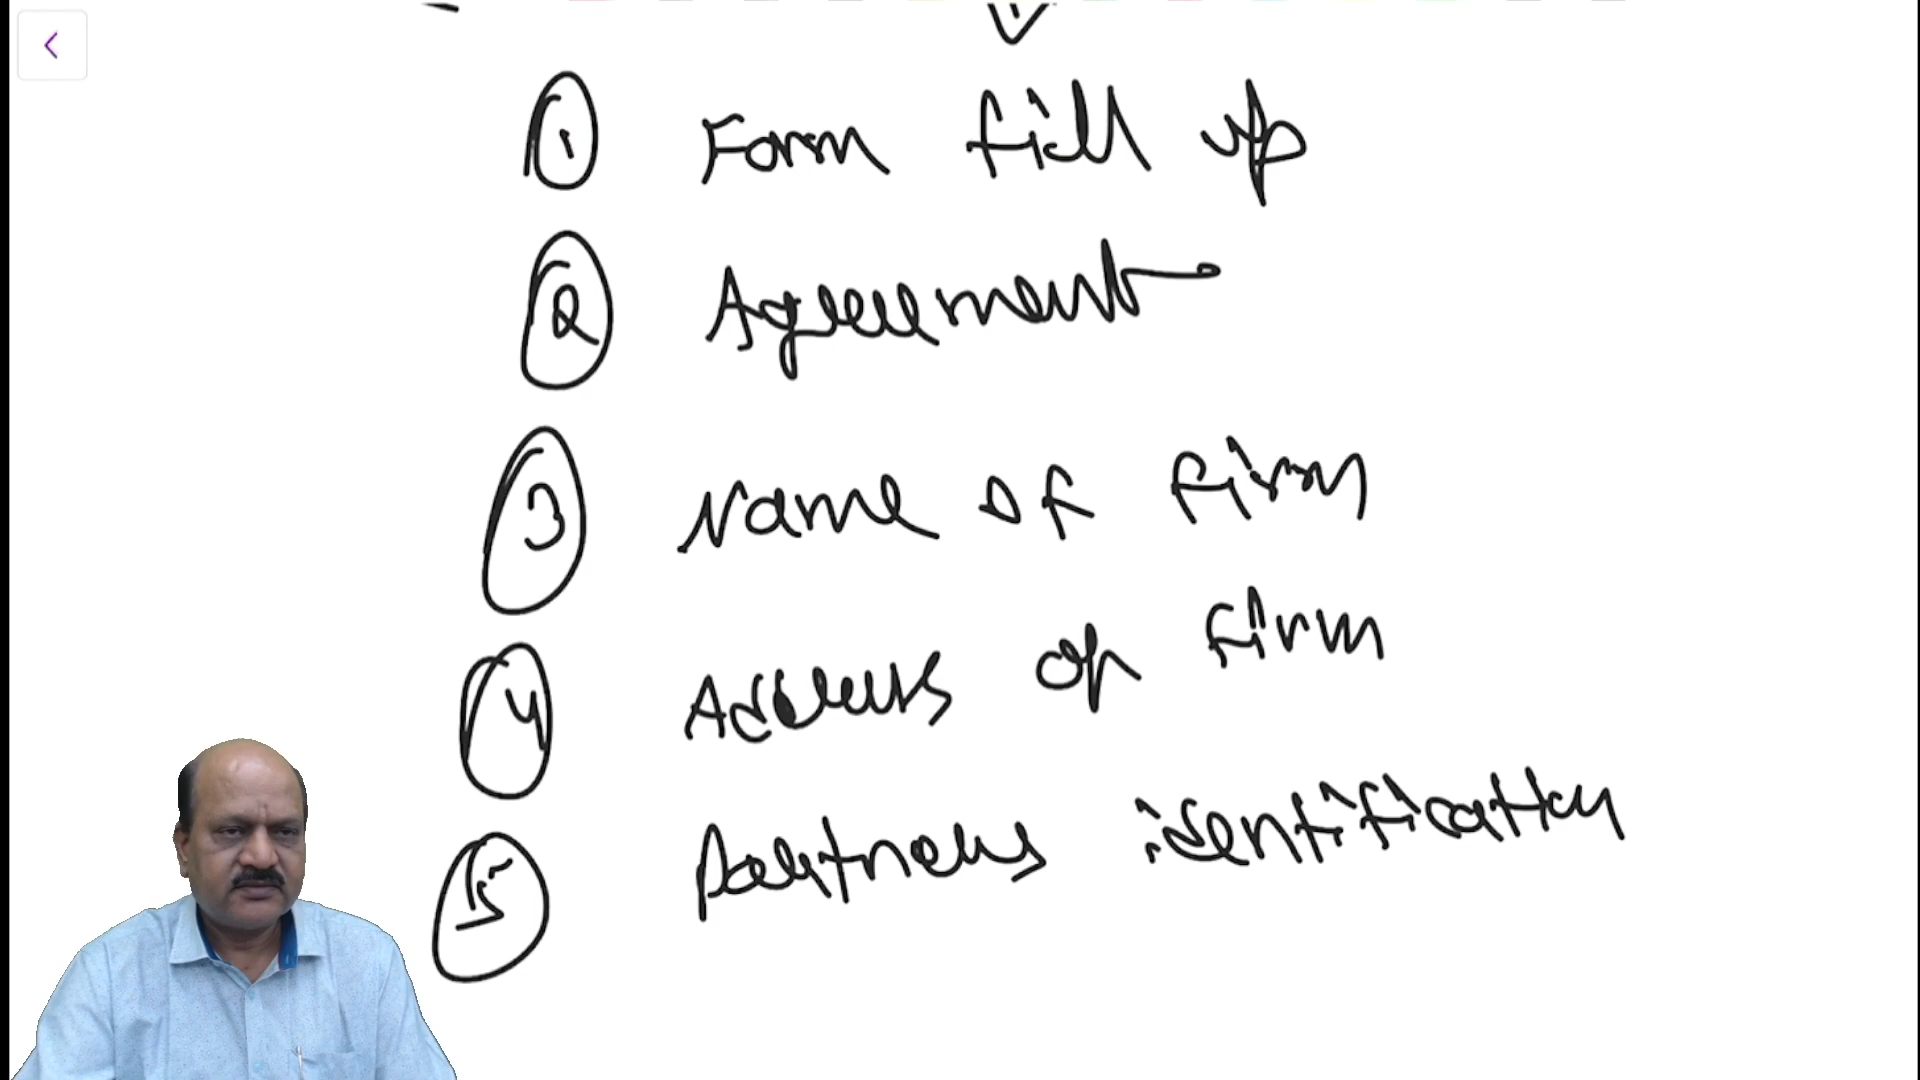 1 Form fill up
2 Agreement
3 Name of firm
4 Address of firm
5 Partners identification